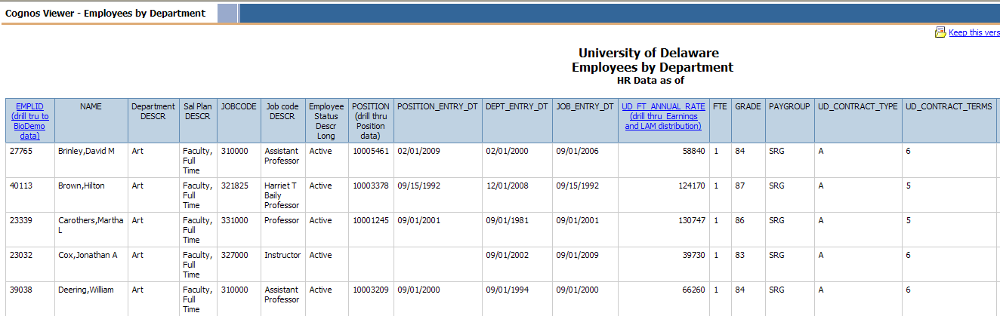 Cognos Viewer - Employees by Department
Keep this vers
University of Delaware
Employees by Department
HR Data as of
EMPLID (drill tru to BioDemo data) NAME Department DESCR Sal Plan DESCR JOBCODE Job code DESCR Employee Status Descr Long POSITION (drill thru Position data) POSITION_ENTRY_DT DEPT_ENTRY_DT JOB_ENTRY_DT UD_FT_ANNUAL_RATE (drill thru Earnings and LAM distribution) FTE GRADE PAYGROUP UD_CONTRACT_TYPE UD_CONTRACT_TERMS
27765 Brinley,David M Art Faculty, Full Time 310000 Assistant Professor Active 10005461 02/01/2009 02/01/2000 09/01/2006 58840 1 84 SRG A 6
40113 Brown,Hilton Art Faculty, Full Time 321825 Harriet T Baily Professor Active 10003378 09/15/1992 12/01/2008 09/15/1992 124170 1 87 SRG A 5
23339 Carothers,Martha L Art Faculty, Full Time 331000 Professor Active 10001245 09/01/2001 09/01/1981 09/01/2001 130747 1 86 SRG A 5
23032 Cox,Jonathan A Art Faculty, Full Time 327000 Instructor Active 09/01/2002 09/01/2009 39730 1 83 SRG A 6
39038 Deering,William Art Faculty, Full Time 310000 Assistant Professor Active 10003209 09/01/2000 09/01/1994 09/01/2000 66260 1 84 SRG A 6